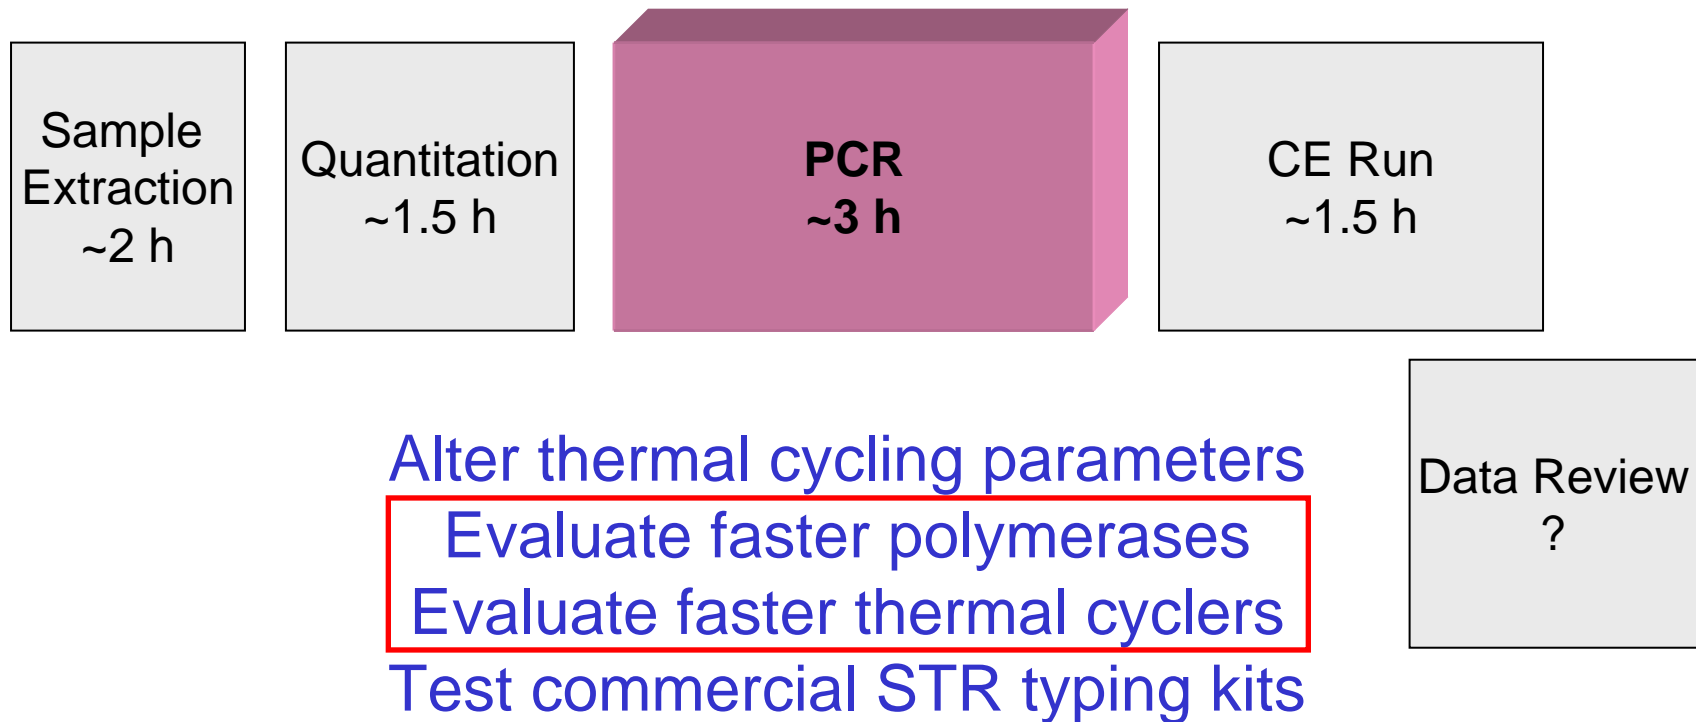 Sample
Extraction
~2 h
Quantitation
~1.5 h
PCR
~3 h
CE Run
~1.5 h
Data Review
?
Alter thermal cycling parameters
Evaluate faster polymerases
Evaluate faster thermal cyclers
Test commercial STR typing kits